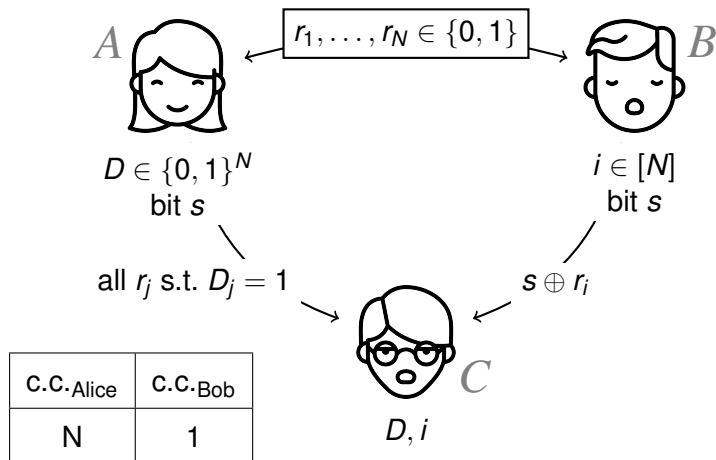 r₁, . . . , r_N ∈ {0, 1}
A
B
D ∈ {0, 1}^N
bit s
i ∈ [N]
bit s
all r_j s.t. D_j = 1
s ⊕ r_i
C
D, i
c.c._Alice c.c._Bob
N 1